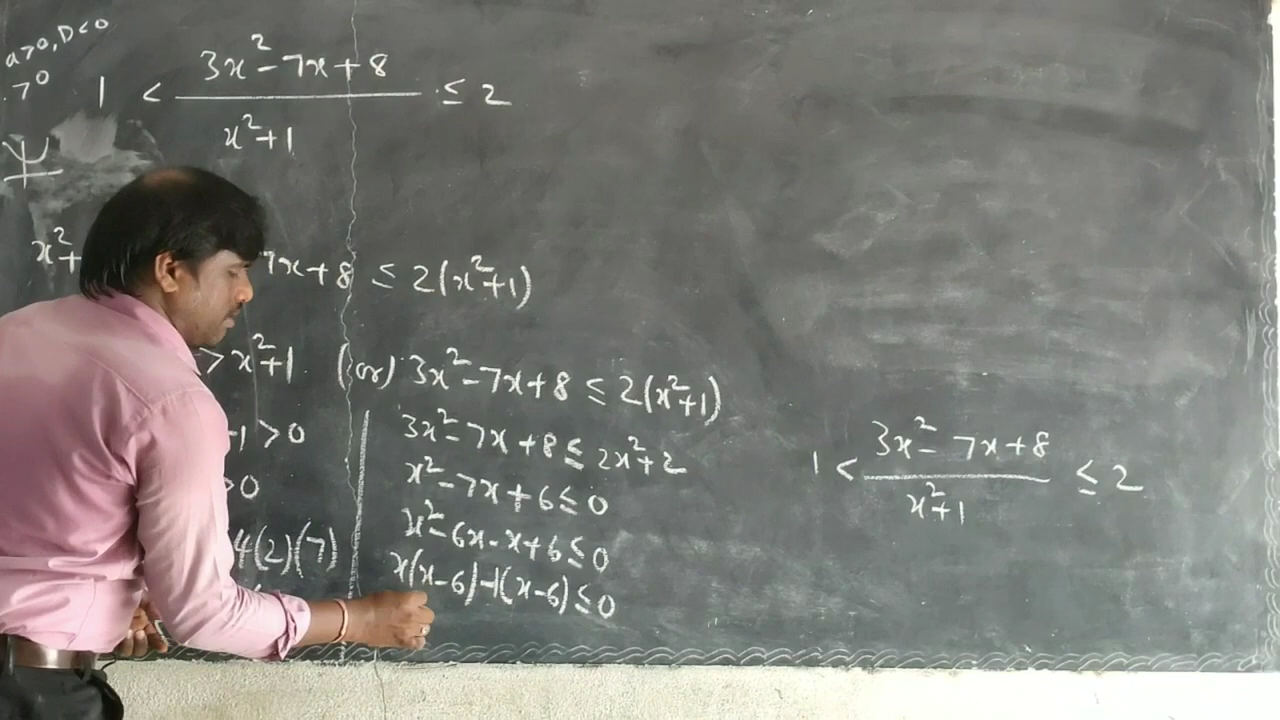 a>0, D<0
>0
1 < (3x²-7x+8)/(x²+1) ≤ 2
x²+ 7x+8 ≤ 2(x²+1)
>x²+1 (or) 3x²-7x+8 ≤ 2(x²+1)
-1>0
>0
4(2)(7)
3x²-7x+8 ≤ 2x²+2
x²-7x+6 ≤ 0
x²-6x-x+6 ≤ 0
x(x-6)-1(x-6) ≤ 0
1 < (3x²-7x+8)/(x²+1) ≤ 2